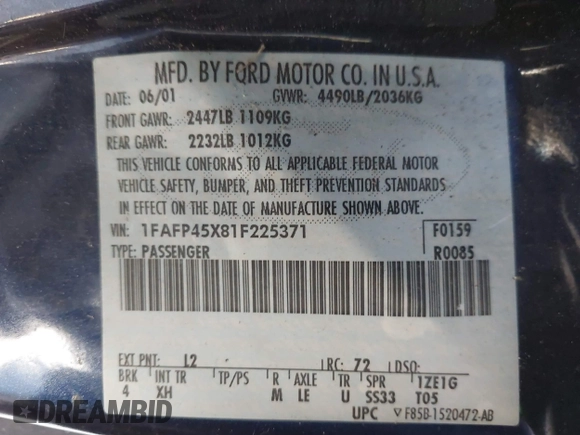 MFD. BY FORD MOTOR CO. IN U.S.A.
DATE: 06/01 GVWR: 4490LB/2036KG
FRONT GAWR: 2447LB 1109KG
REAR GAWR: 2232LB 1012KG
THIS VEHICLE CONFORMS TO ALL APPLICABLE FEDERAL MOTOR
VEHICLE SAFETY, BUMPER, AND THEFT PREVENTION STANDARDS
IN EFFECT ON THE DATE OF MANUFACTURE SHOWN ABOVE.
VIN: 1FAFP45X81F225371 F0159
TYPE: PASSENGER R0085
EXT PNT: L2 RC: 72 DSO:
BRK INT TR TP/PS R AXLE TR SPR 1ZE1G
4 XH M LE U SS33 T05
UPC F85B-1520472-AB
DREAMBID